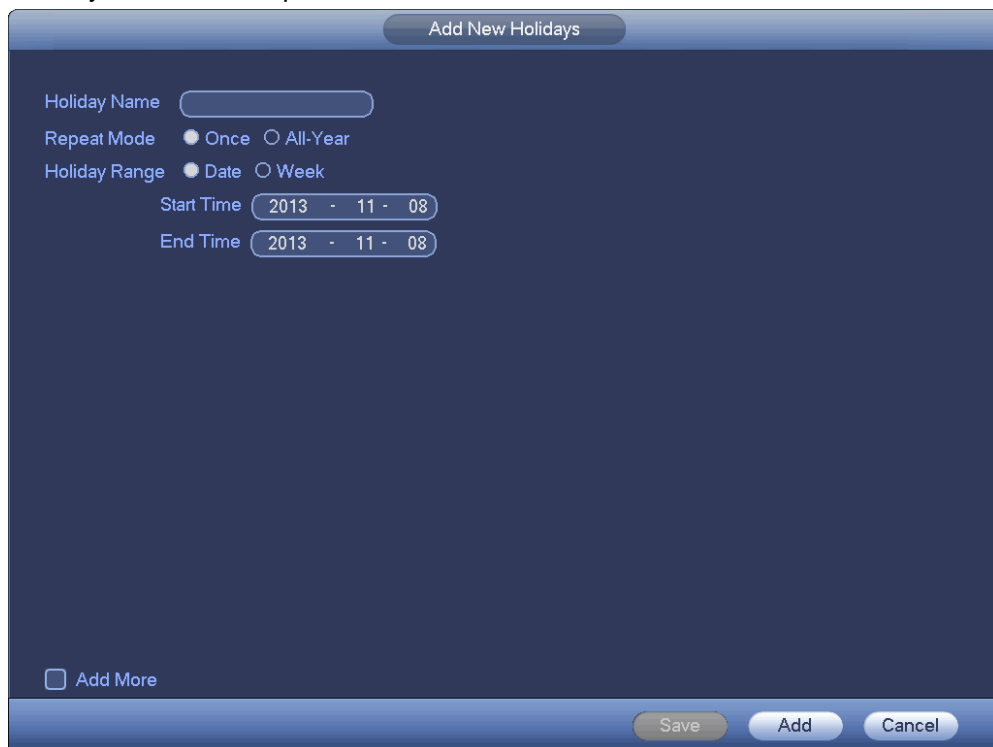 Add New Holidays
Holiday Name
Repeat Mode Once All-Year
Holiday Range Date Week
Start Time 2013 - 11 - 08
End Time 2013 - 11 - 08
Add More
Save Add Cancel